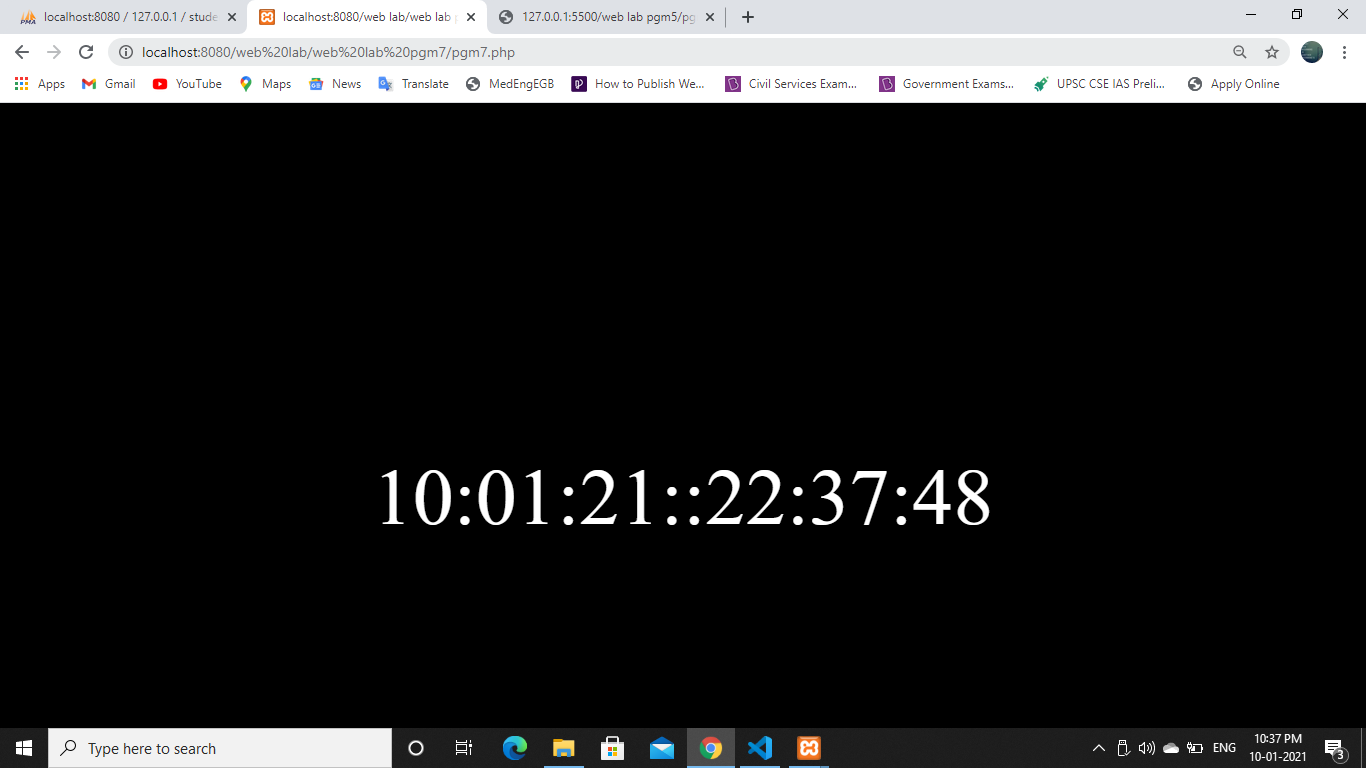 localhost:8080 / 127.0.0.1 / stude
localhost:8080/web lab/web lab p
127.0.0.1:5500/web lab pgm5/pg
localhost:8080/web%20lab/web%20lab%20pgm7/pgm7.php
Apps Gmail YouTube Maps News Translate MedEngEGB How to Publish We... Civil Services Exam... Government Exams... UPSC CSE IAS Preli... Apply Online
10:01:21::22:37:48
Type here to search
ENG
10:37 PM
10-01-2021
3